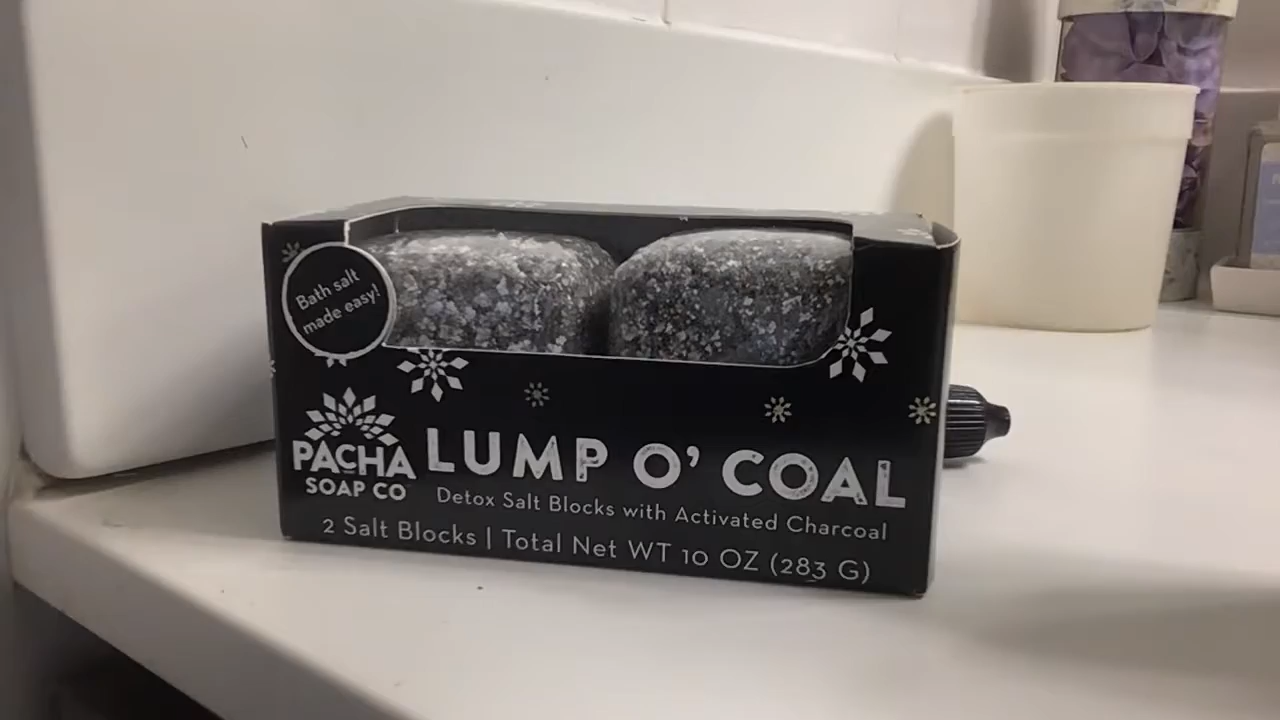 Bath salt
made easy!
PACHA
SOAP CO
LUMP O' COAL
Detox Salt Blocks with Activated Charcoal
2 Salt Blocks | Total Net WT 10 OZ (283 G)